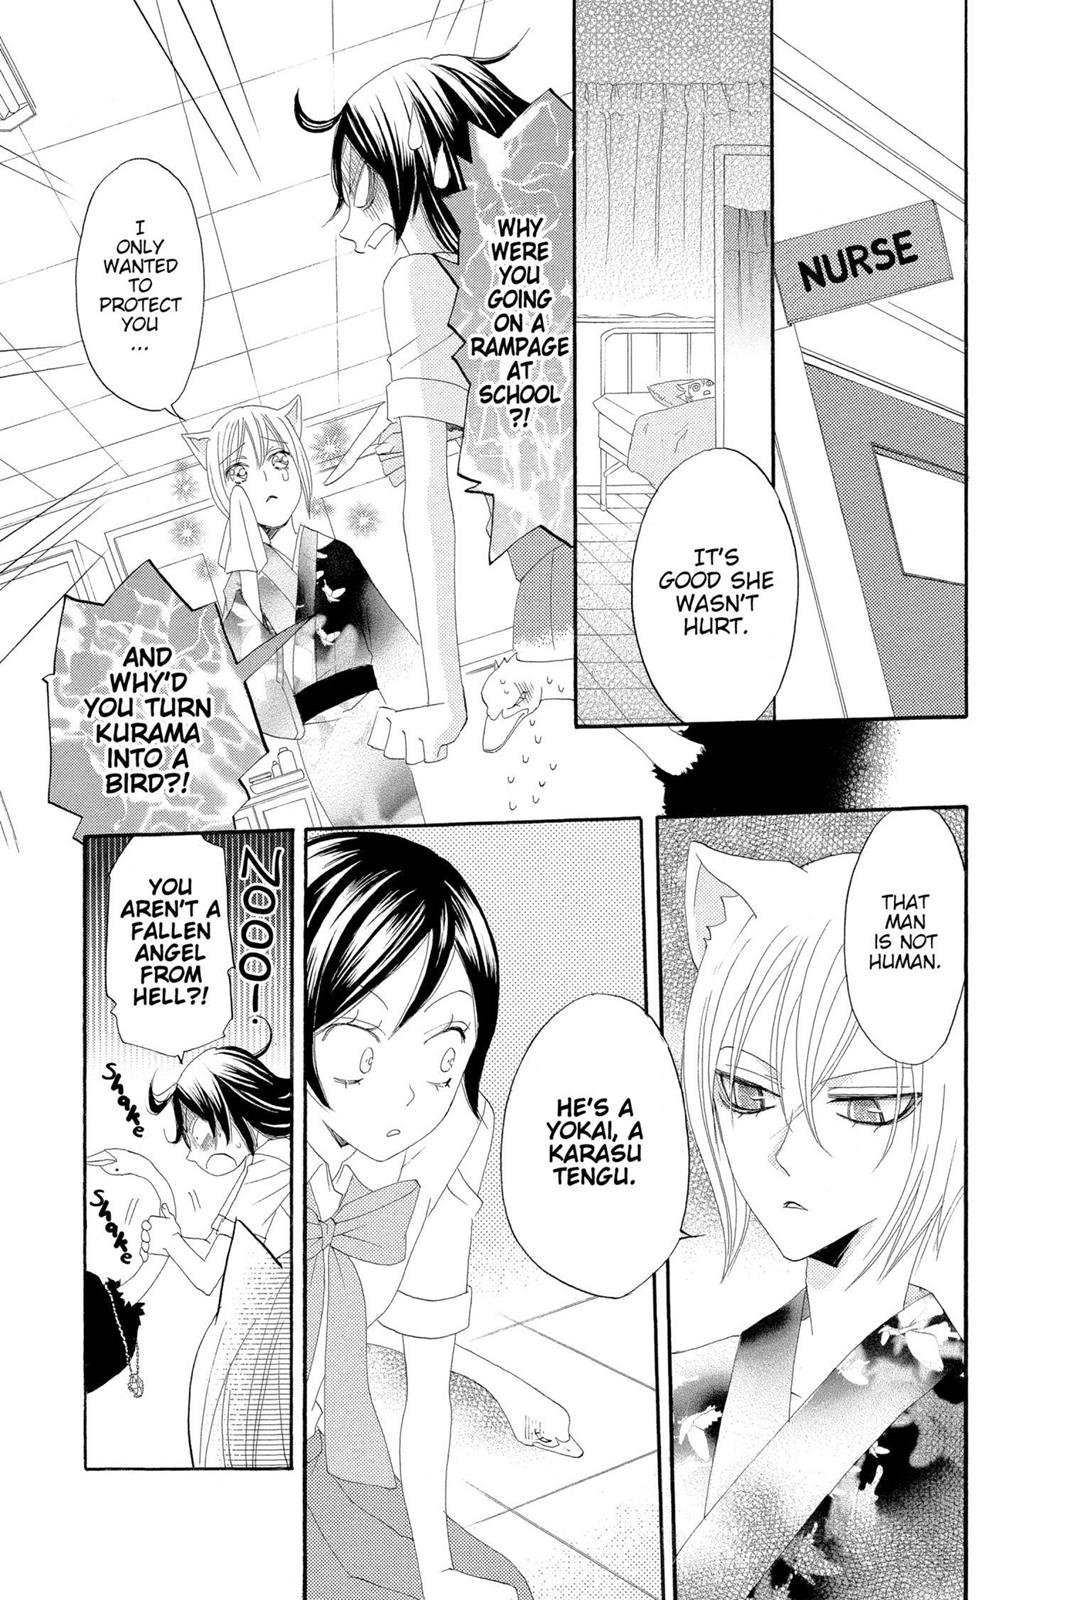 NURSE
IT'S
GOOD SHE
WASN'T
HURT.
WHY
WERE
YOU
GOING
ON A
RAMPAGE
AT
SCHOOL
?!
I
ONLY
WANTED
TO
PROTECT
YOU
...
AND
WHY'D
YOU TURN
KURAMA
INTO A
BIRD?!
THAT
MAN
IS NOT
HUMAN.
HE'S A
YOKAI, A
KARASU
TENGU.
NOOO!
YOU
AREN'T A
FALLEN
ANGEL
FROM
HELL?!
Shake
Shake